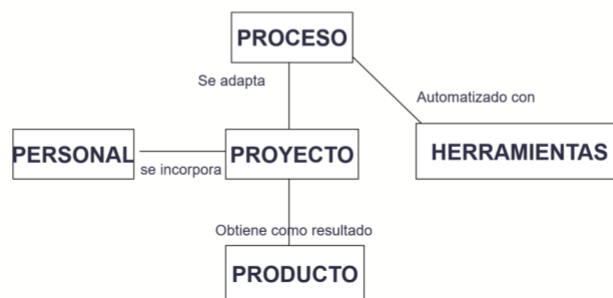 PROCESO
Se adapta
Automatizado con
PERSONAL
se incorpora
PROYECTO
HERRAMIENTAS
Obtiene como resultado
PRODUCTO